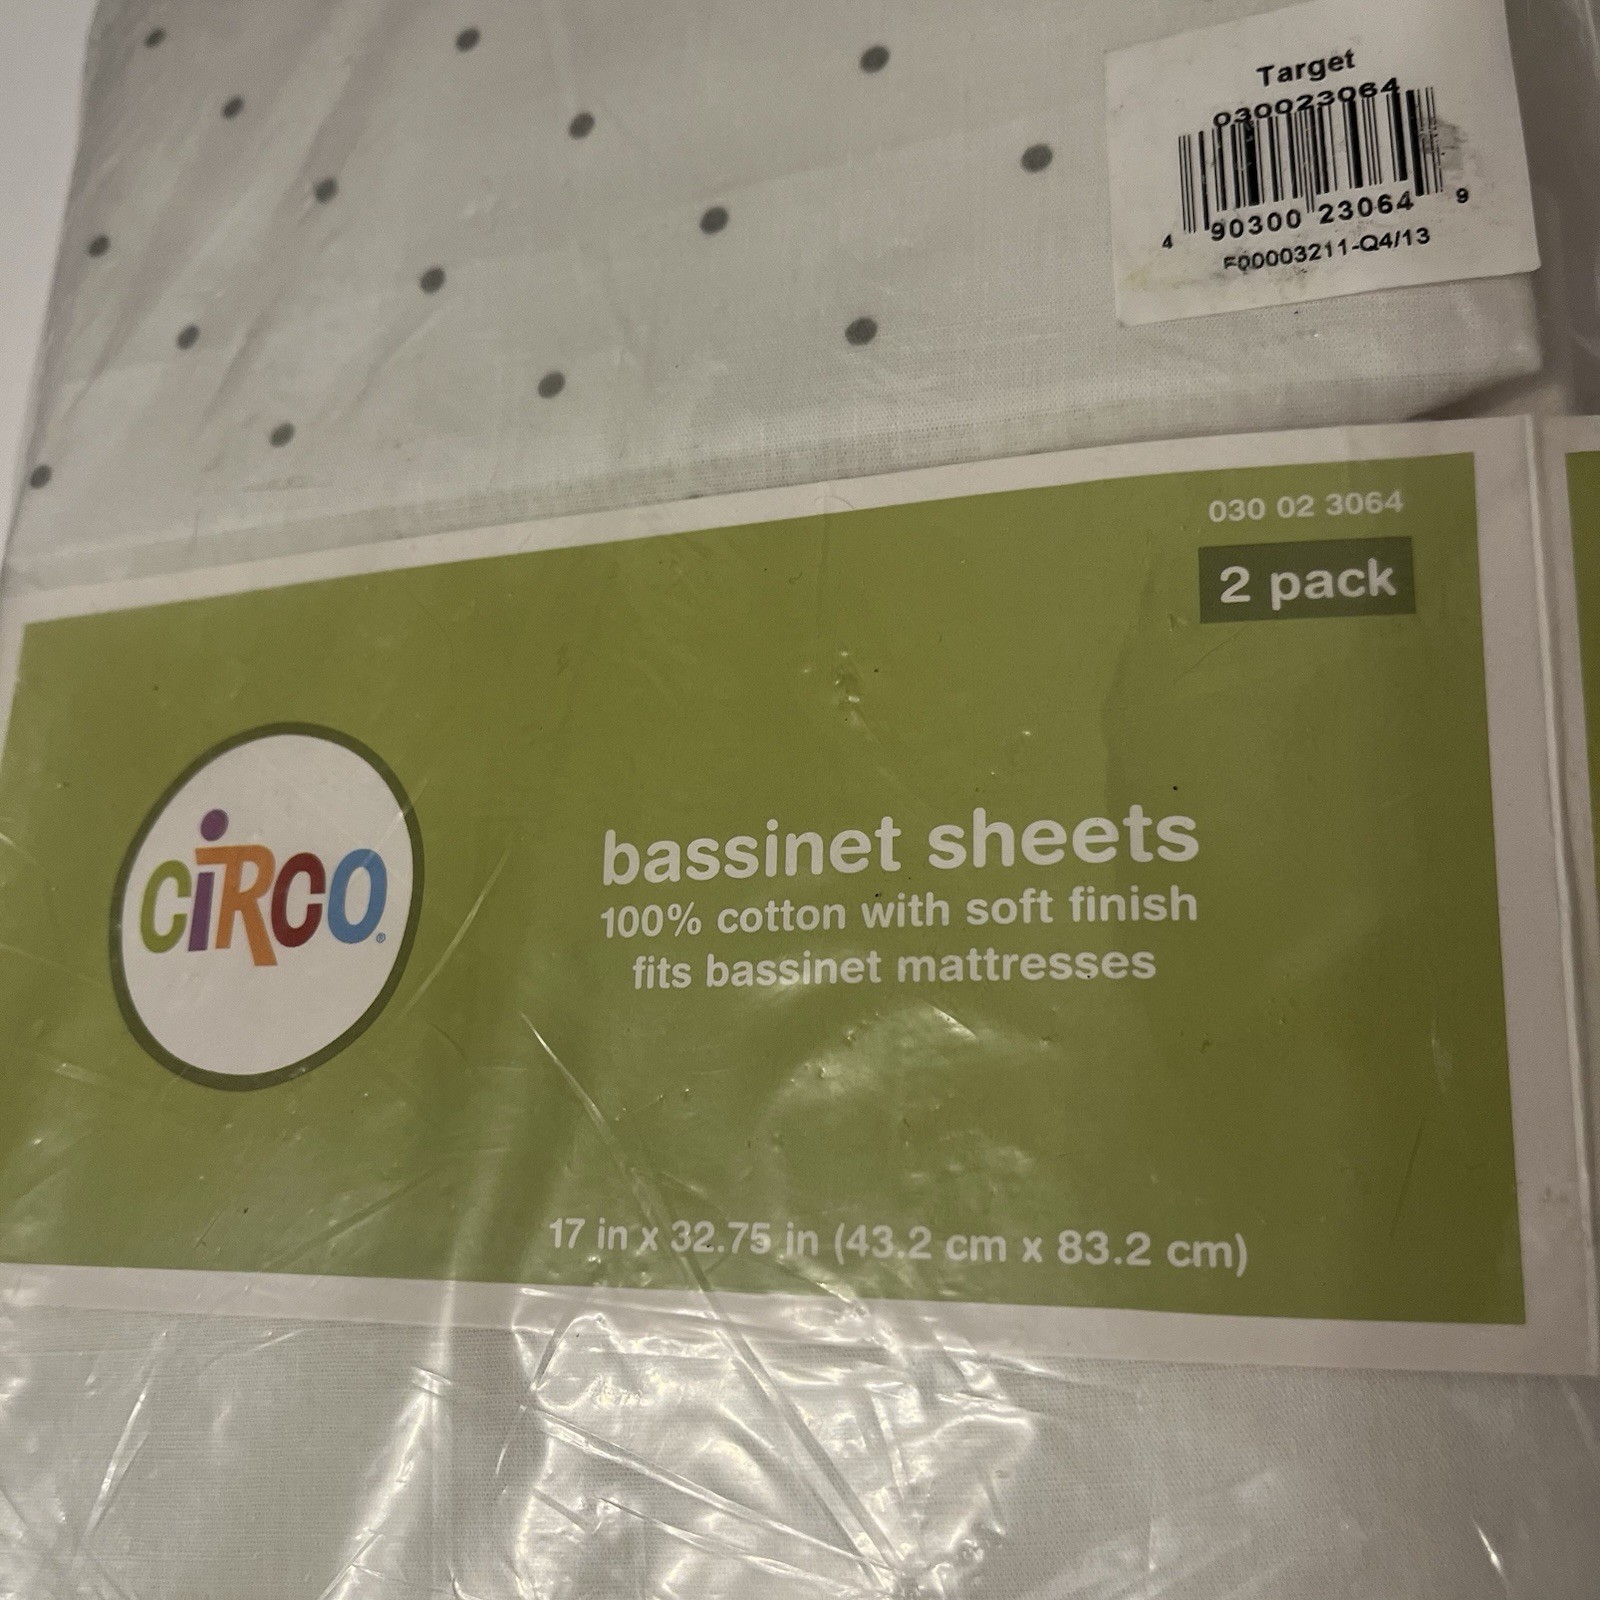 Target
030023064
4 90300 23064 9
F00003211-Q4/13
030 02 3064
2 pack
CiRCO®
bassinet sheets
100% cotton with soft finish
fits bassinet mattresses
17 in x 32.75 in (43.2 cm x 83.2 cm)